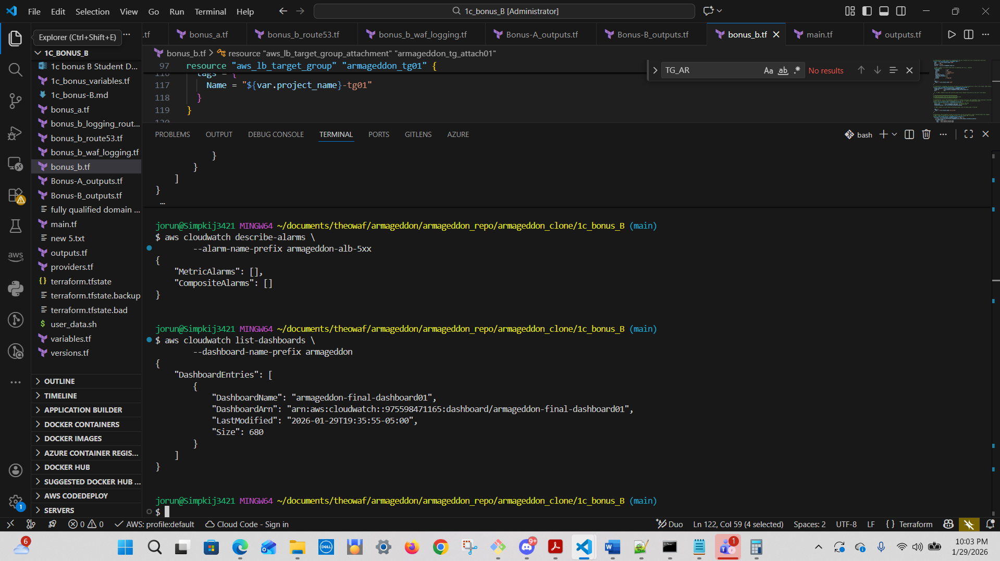 File Edit Selection View Go Run Terminal Help
1c_bonus_B [Administrator]
Explorer (Ctrl+Shift+E)
.tf
bonus_a.tf
bonus_b_route53.tf
bonus_b_waf_logging.tf
Bonus-A_outputs.tf
Bonus-B_outputs.tf
bonus_b.tf
main.tf
outputs.tf
1C_BONUS_B
1c bonus B Student D...
1c_bonus_variables.tf
1c_bonus-B.md
bonus_a.tf
bonus_b_logging_rout...
bonus_b_route53.tf
bonus_b_waf_logging.tf
bonus_b.tf
Bonus-A_outputs.tf
Bonus-B_outputs.tf
fully qualified domain ...
main.tf
new 5.txt
outputs.tf
providers.tf
terraform.tfstate
terraform.tfstate.backup
terraform.tfstate.bad
user_data.sh
variables.tf
versions.tf
OUTLINE
TIMELINE
APPLICATION BUILDER
DOCKER CONTAINERS
DOCKER IMAGES
AZURE CONTAINER REGIS...
DOCKER HUB
SUGGESTED DOCKER HUB ...
AWS CODEDEPLOY
SERVERS
aws
1
bonus_b.tf > resource "aws_lb_target_group_attachment" "armageddon_tg_attach01"
97 resource "aws_lb_target_group" "armageddon_tg01" {
116 tags = {
117 Name = "${var.project_name}-tg01"
118 }
119 }
120
TG_AR
Aa ab .* No results
PROBLEMS OUTPUT DEBUG CONSOLE TERMINAL PORTS GITLENS AZURE
bash
}
}
]
}
...
jorun@Simpkij3421 MINGW64 ~/documents/theowaf/armageddon/armageddon_repo/armageddon_clone/1c_bonus_B (main)
$ aws cloudwatch describe-alarms \
--alarm-name-prefix armageddon-alb-5xx
{
"MetricAlarms": [],
"CompositeAlarms": []
}
jorun@Simpkij3421 MINGW64 ~/documents/theowaf/armageddon/armageddon_repo/armageddon_clone/1c_bonus_B (main)
$ aws cloudwatch list-dashboards \
--dashboard-name-prefix armageddon
{
"DashboardEntries": [
{
"DashboardName": "armageddon-final-dashboard01",
"DashboardArn": "arn:aws:cloudwatch::975598471165:dashboard/armageddon-final-dashboard01",
"LastModified": "2026-01-29T19:35:55-05:00",
"Size": 680
}
]
}
jorun@Simpkij3421 MINGW64 ~/documents/theowaf/armageddon/armageddon_repo/armageddon_clone/1c_bonus_B (main)
$
0 0 AWS: profile:default Cloud Code - Sign in
Duo Ln 122, Col 59 (4 selected) Spaces: 2 UTF-8 LF { } Terraform
6
DELL
9+
1
10:03 PM
1/29/2026